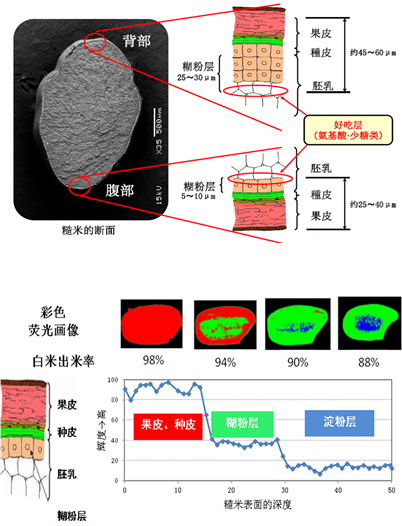 背部
腹部
X35 500μm
15kV
糙米的断面
糊粉层
25~30μm
果皮
種皮
胚乳
约45~60μm
好吃层
(氨基酸·少糖类)
糊粉层
5~10μm
胚乳
種皮
果皮
约25~40μm
彩色
荧光画像
白米出米率
98% 94% 90% 88%
果皮
种皮
胚乳
糊粉层
辉度→高
100
80
60
40
20
0
果皮、种皮
糊粉层
淀粉层
0 10 20 30 40 50
糙米表面的深度